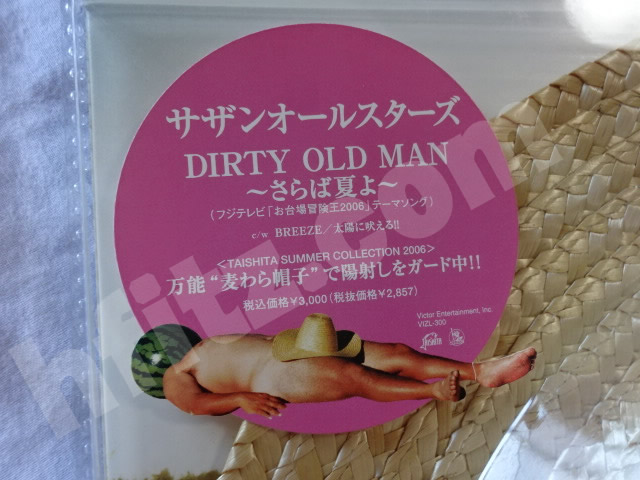 サザンオールスターズ
DIRTY OLD MAN
〜さらば夏よ〜
(フジテレビ「お台場冒険王2006」テーマソング)
c/w BREEZE／太陽に吠える!!
<TAISHITA SUMMER COLLECTION 2006>
万能“麦わら帽子”で陽射しをガード中!!
税込価格¥3,000(税抜価格¥2,857)
Victor Entertainment, Inc.
VIZL-300
TAISHITA
hfitz.com